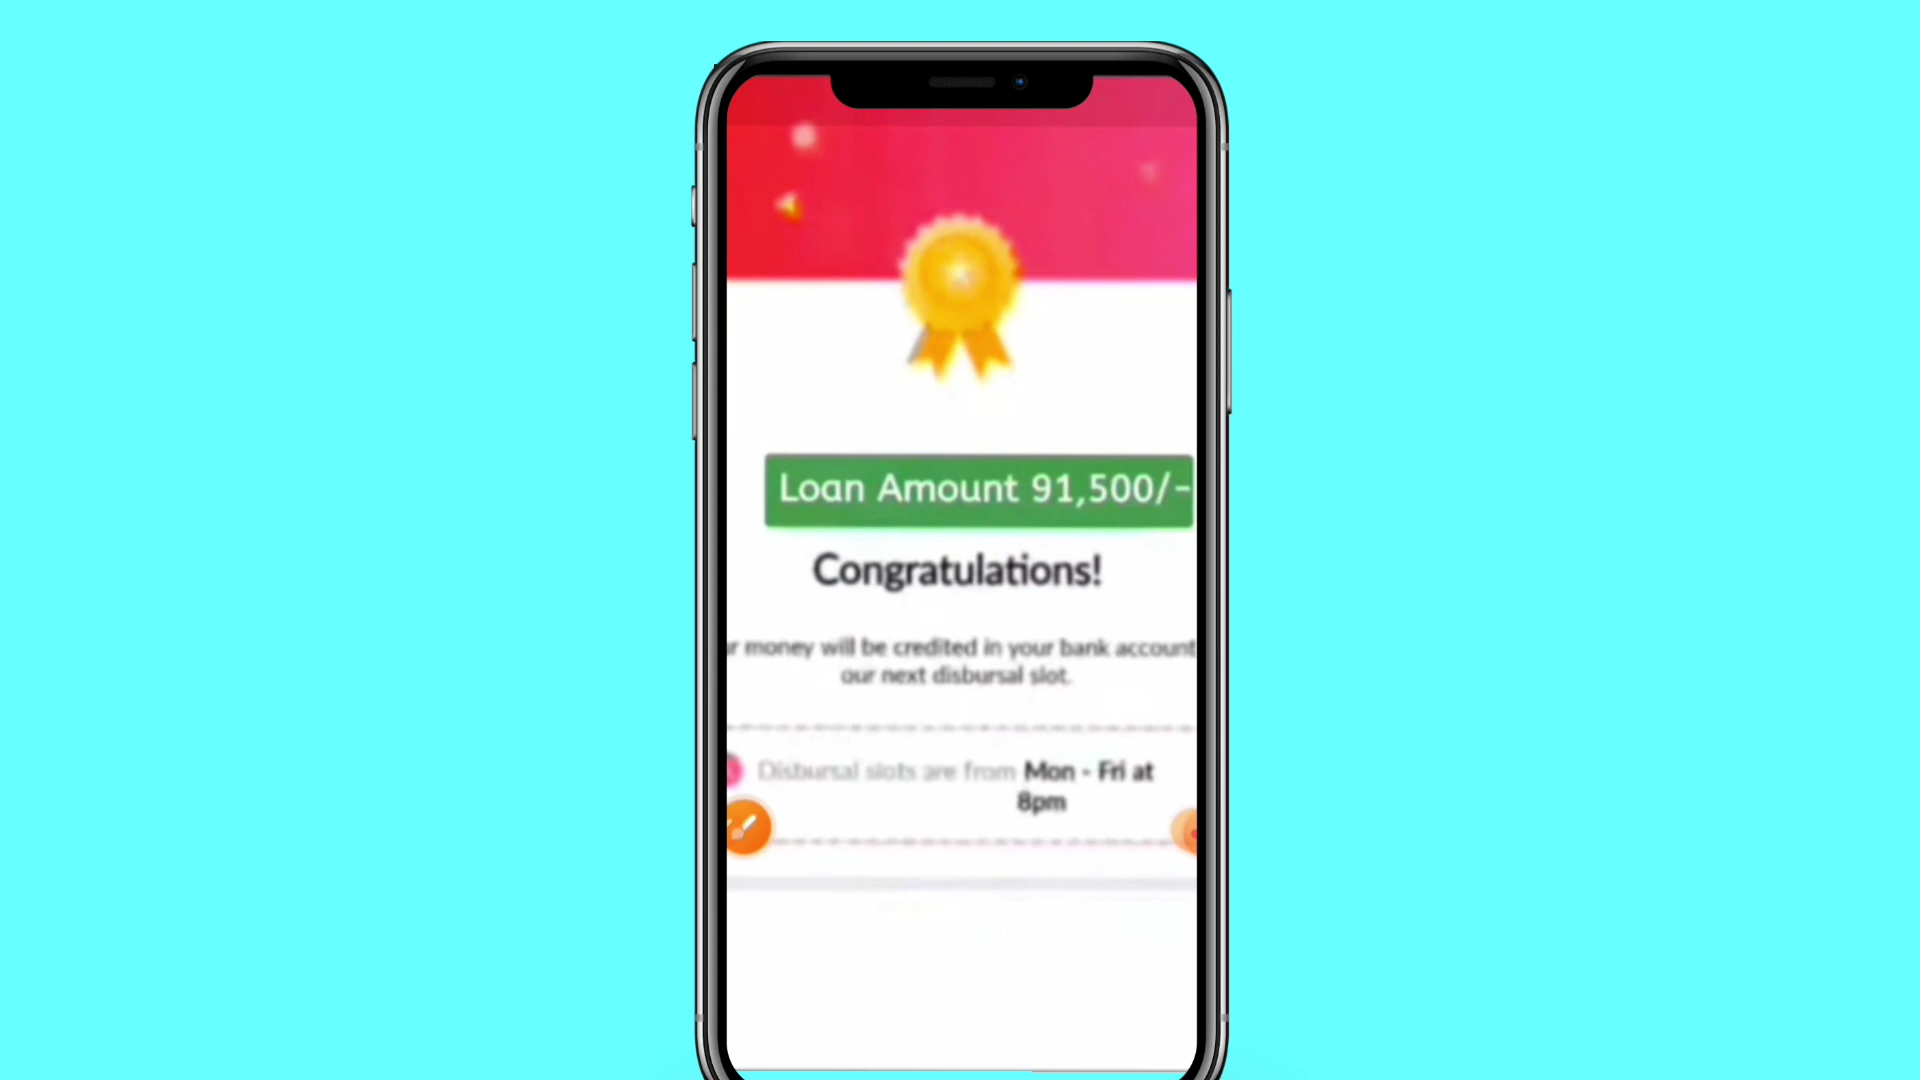 Loan Amount 91,500/-
Congratulations!
r money will be credited in your bank account
our next disbursal slot.
Disbursal slots are from Mon - Fri at
8pm